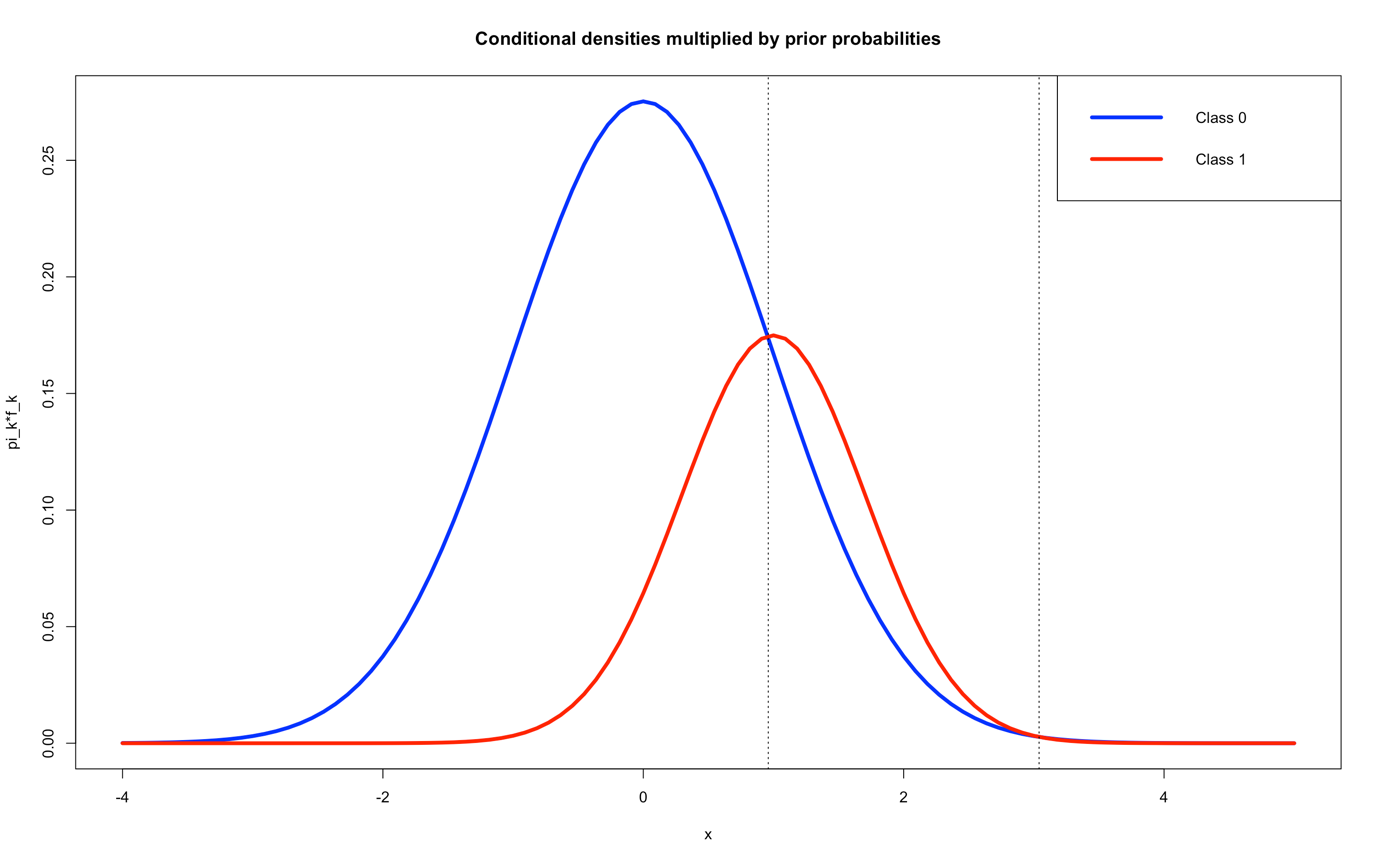 Conditional densities multiplied by prior probabilities
Class 0
Class 1
pi_k*f_k
0.25
0.20
0.15
0.10
0.05
0.00
-4 -2 0 2 4
x